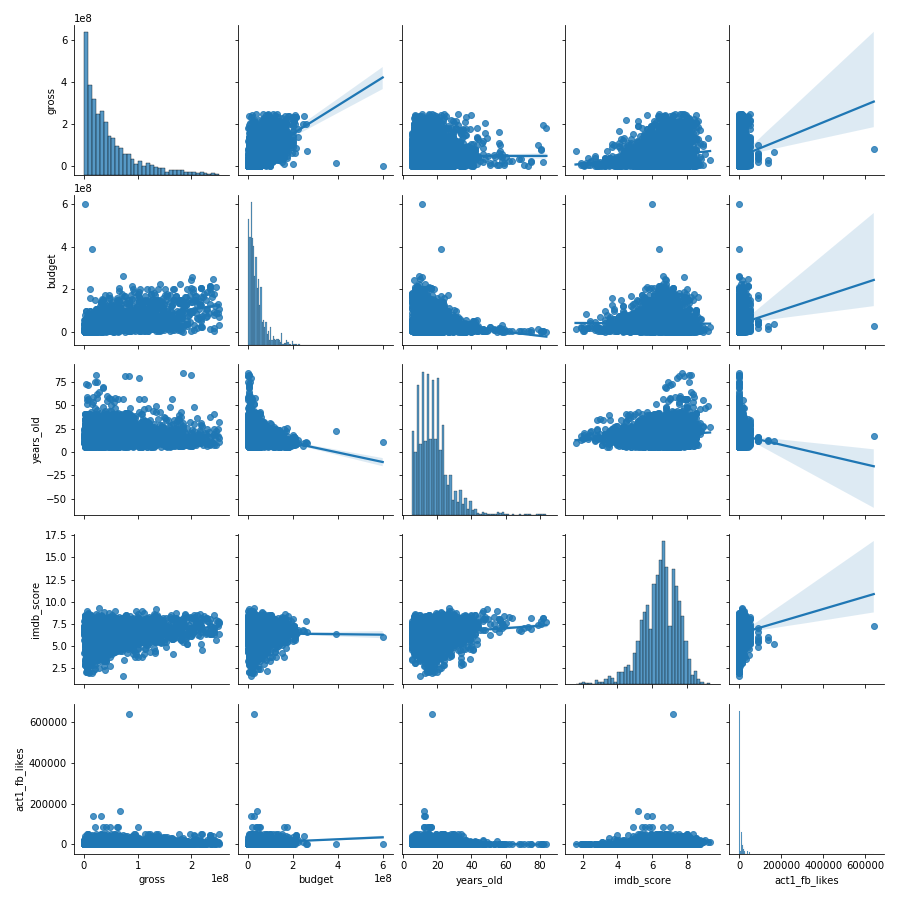 1e8
6
4
2
0
gross
1e8
6
4
2
0
budget
75
50
25
0
−25
−50
years_old
17.5
15.0
12.5
10.0
7.5
5.0
2.5
imdb_score
600000
400000
200000
0
act1_fb_likes
0 1 2
1e8
gross
0 2 4 6
1e8
budget
0 20 40 60 80
years_old
2 4 6 8
imdb_score
0 200000 400000 600000
act1_fb_likes